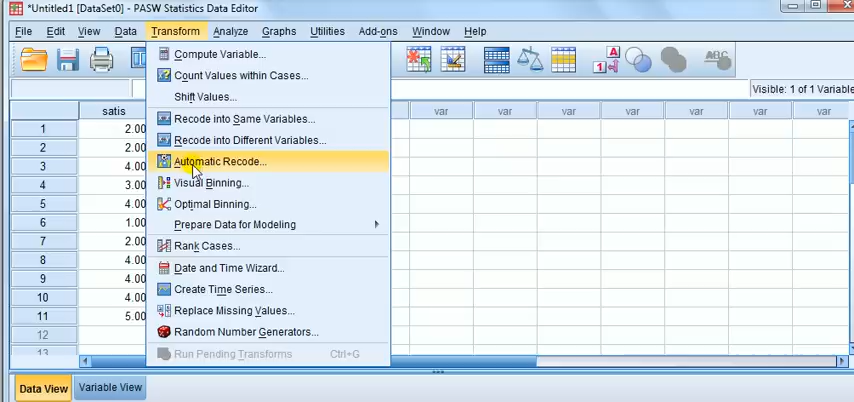 *Untitled1 [DataSet0] - PASW Statistics Data Editor
File Edit View Data Transform Analyze Graphs Utilities Add-ons Window Help
Compute Variable...
Count Values within Cases...
Shift Values...
Recode into Same Variables...
Recode into Different Variables...
Automatic Recode...
Visual Binning...
Optimal Binning...
Prepare Data for Modeling
Rank Cases...
Date and Time Wizard...
Create Time Series...
Replace Missing Values...
Random Number Generators...
Run Pending Transforms Ctrl+G
1 A ABC
Visible: 1 of 1 Variable
satis var var var var var var var
1 2.00
2 2.00
3 4.00
4 3.00
5 4.00
6 1.00
7 2.00
8 4.00
9 4.00
10 4.00
11 5.00
12
13
Data View Variable View